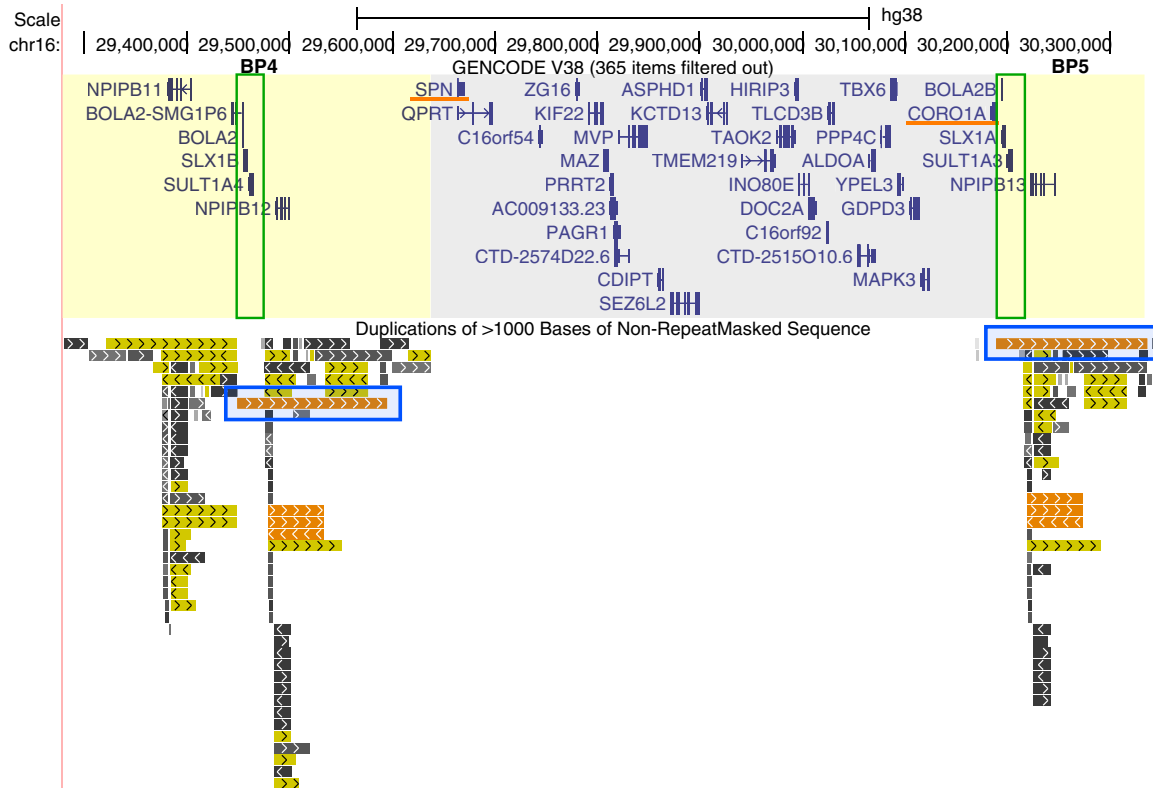 Scale hg38
chr16: 29,400,000 29,500,000 29,600,000 29,700,000 29,800,000 29,900,000 30,000,000 30,100,000 30,200,000 30,300,000
BP4 GENCODE V38 (365 items filtered out) BP5
NPIPB11 SPN ZG16 ASPHD1 HIRIP3 TBX6 BOLA2B
BOLA2-SMG1P6 QPRT KIF22 KCTD13 TLCD3B CORO1A
BOLA2 C16orf54 MVP TAOK2 PPP4C SLX1A
SLX1B MAZ TMEM219 ALDOA SULT1A3
SULT1A4 PRRT2 INO80E YPEL3 NPIPB13
NPIPB12 AC009133.23 DOC2A GDPD3
PAGR1 C16orf92
CTD-2574D22.6 CTD-2515O10.6
CDIPT MAPK3
SEZ6L2
Duplications of >1000 Bases of Non-RepeatMasked Sequence